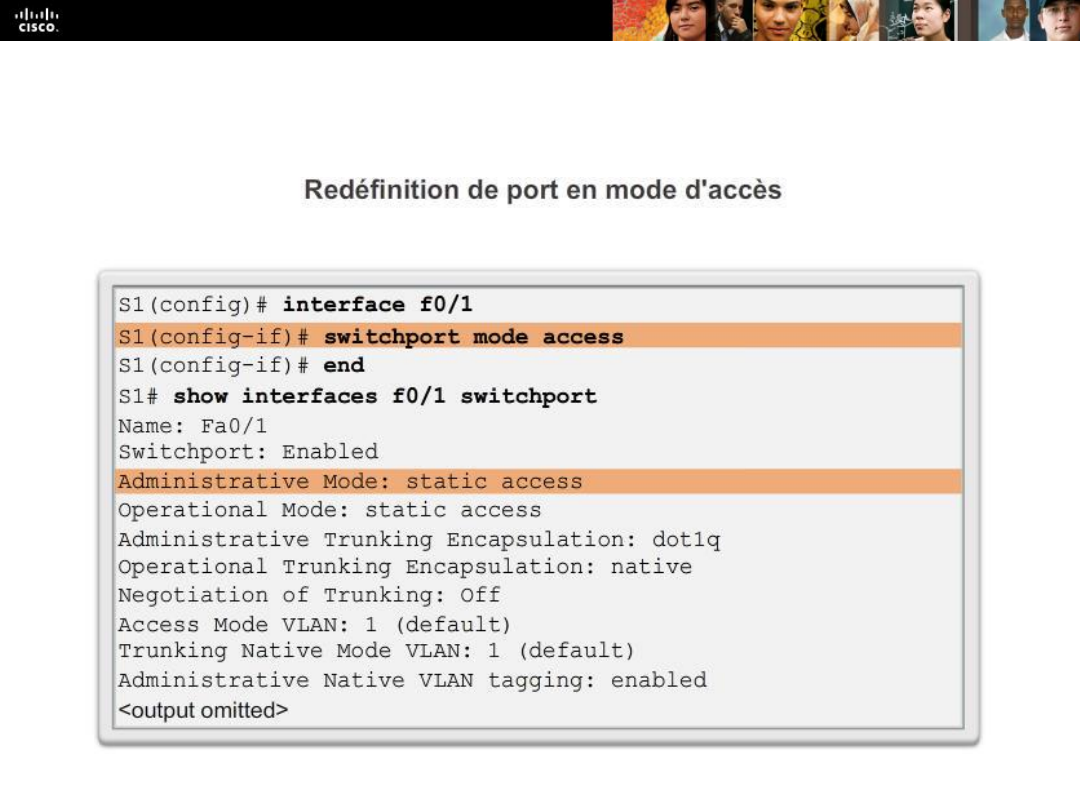 CISCO.
Redéfinition de port en mode d'accès
S1(config)# interface f0/1
S1(config-if)# switchport mode access
S1(config-if)# end
S1# show interfaces f0/1 switchport
Name: Fa0/1
Switchport: Enabled
Administrative Mode: static access
Operational Mode: static access
Administrative Trunking Encapsulation: dot1q
Operational Trunking Encapsulation: native
Negotiation of Trunking: Off
Access Mode VLAN: 1 (default)
Trunking Native Mode VLAN: 1 (default)
Administrative Native VLAN tagging: enabled
<output omitted>